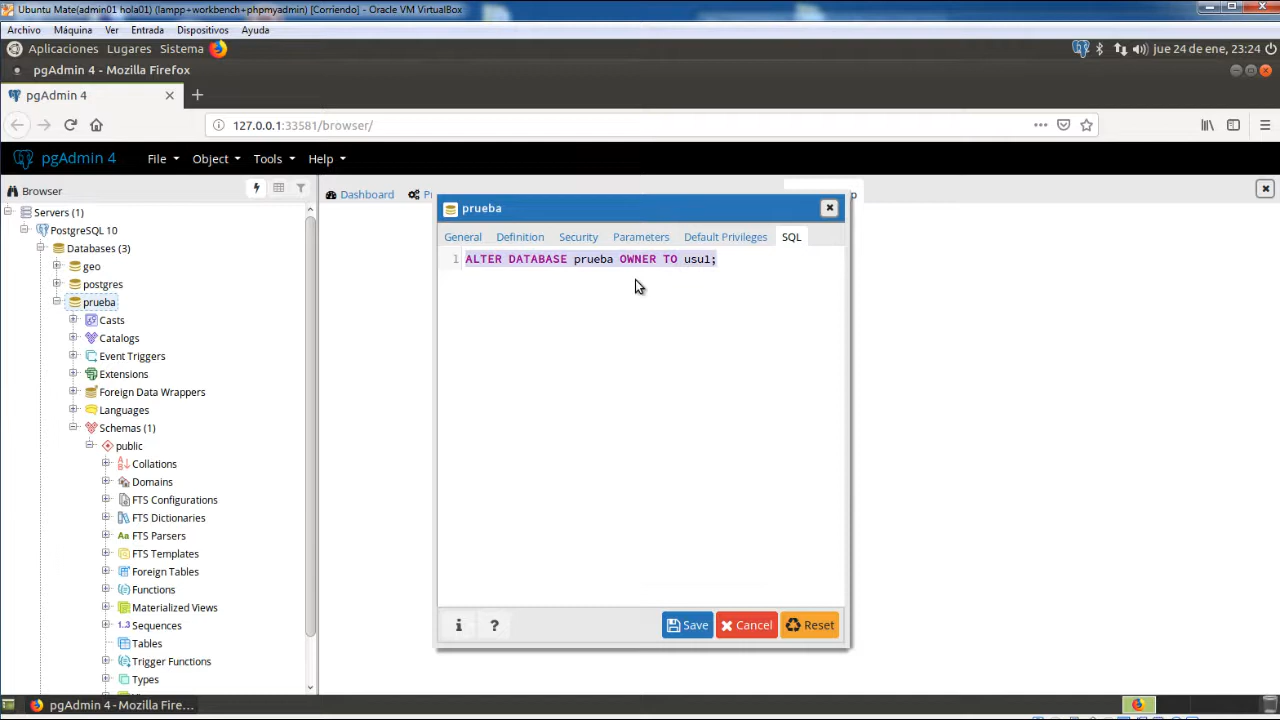 Ubuntu Mate(admin01 hola01) (lampp+workbench+phpmyadmin) [Corriendo] - Oracle VM VirtualBox
Archivo Máquina Ver Entrada Dispositivos Ayuda
Aplicaciones Lugares Sistema jue 24 de ene, 23:24
pgAdmin 4 - Mozilla Firefox
pgAdmin 4
127.0.0.1:33581/browser/
pgAdmin 4 File Object Tools Help
Browser
Dashboard
Servers (1)
PostgreSQL 10
Databases (3)
geo
postgres
prueba
Casts
Catalogs
Event Triggers
Extensions
Foreign Data Wrappers
Languages
Schemas (1)
public
Collations
Domains
FTS Configurations
FTS Dictionaries
FTS Parsers
FTS Templates
Foreign Tables
Functions
Materialized Views
1.3 Sequences
Tables
Trigger Functions
Types
prueba
General Definition Security Parameters Default Privileges SQL
1 ALTER DATABASE prueba OWNER TO usu1;
i ? Save Cancel Reset
pgAdmin 4 - Mozilla Fire...